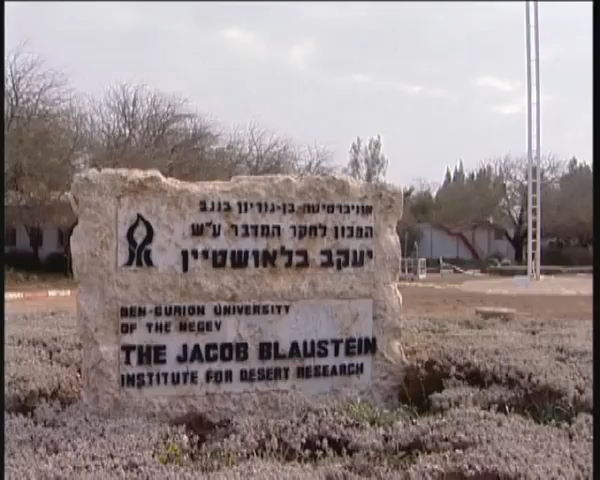 אוניברסיטה בן-גוריון בנגב
המכון לחקר המדבר ע״ש
יעקב בלאושטיין
BEN-GURION UNIVERSITY
OF THE NEGEV
THE JACOB BLAUSTEIN
INSTITUTE FOR DESERT RESEARCH